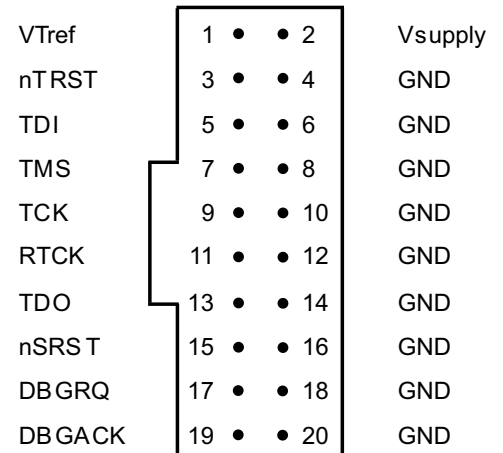 VTref 1 2 Vsupply
nTRST 3 4 GND
TDI 5 6 GND
TMS 7 8 GND
TCK 9 10 GND
RTCK 11 12 GND
TDO 13 14 GND
nSRST 15 16 GND
DBGRQ 17 18 GND
DBGACK 19 20 GND